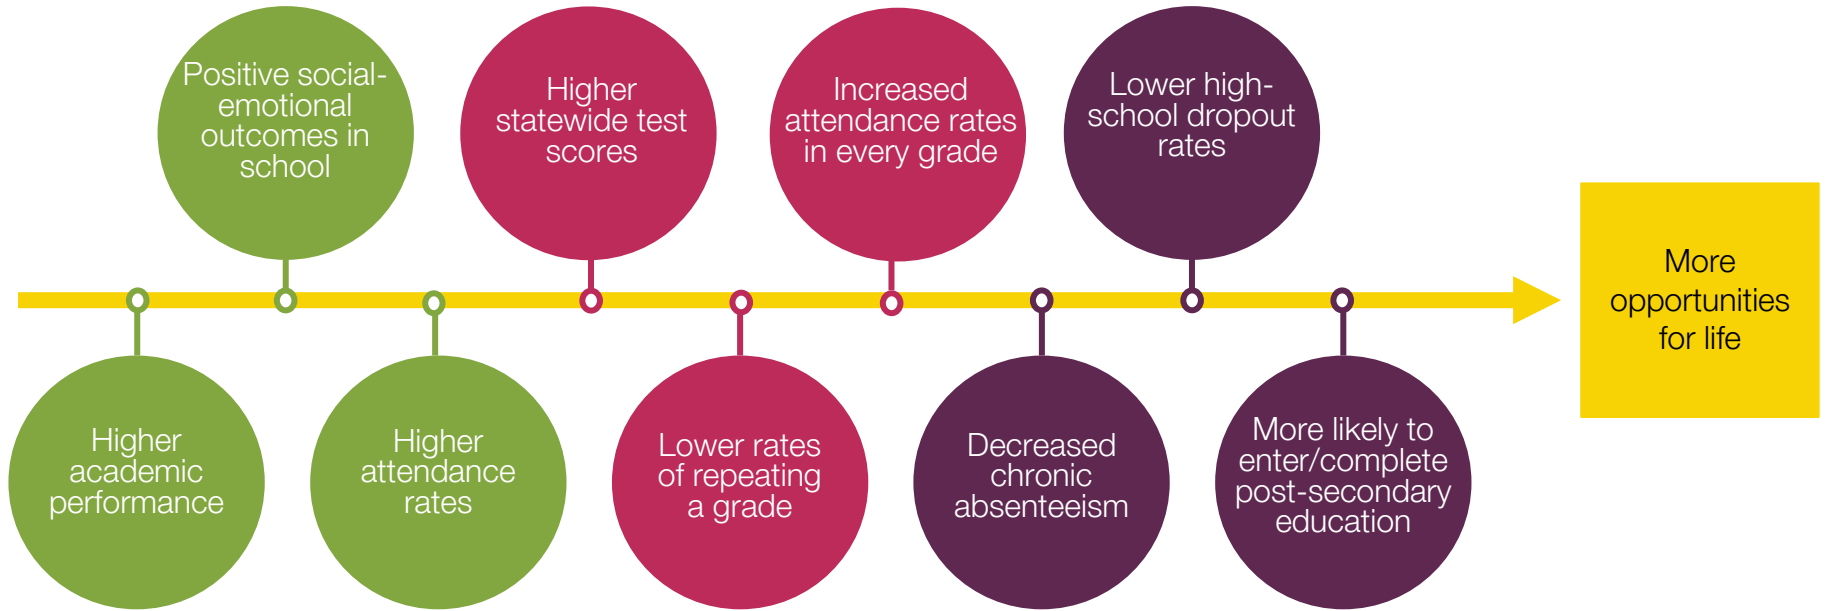 Positive social-
emotional
outcomes in
school
Higher
statewide test
scores
Increased
attendance rates
in every grade
Lower high-
school dropout
rates
More
opportunities
for life
Higher
academic
performance
Higher
attendance
rates
Lower rates
of repeating
a grade
Decreased
chronic
absenteeism
More likely to
enter/complete
post-secondary
education